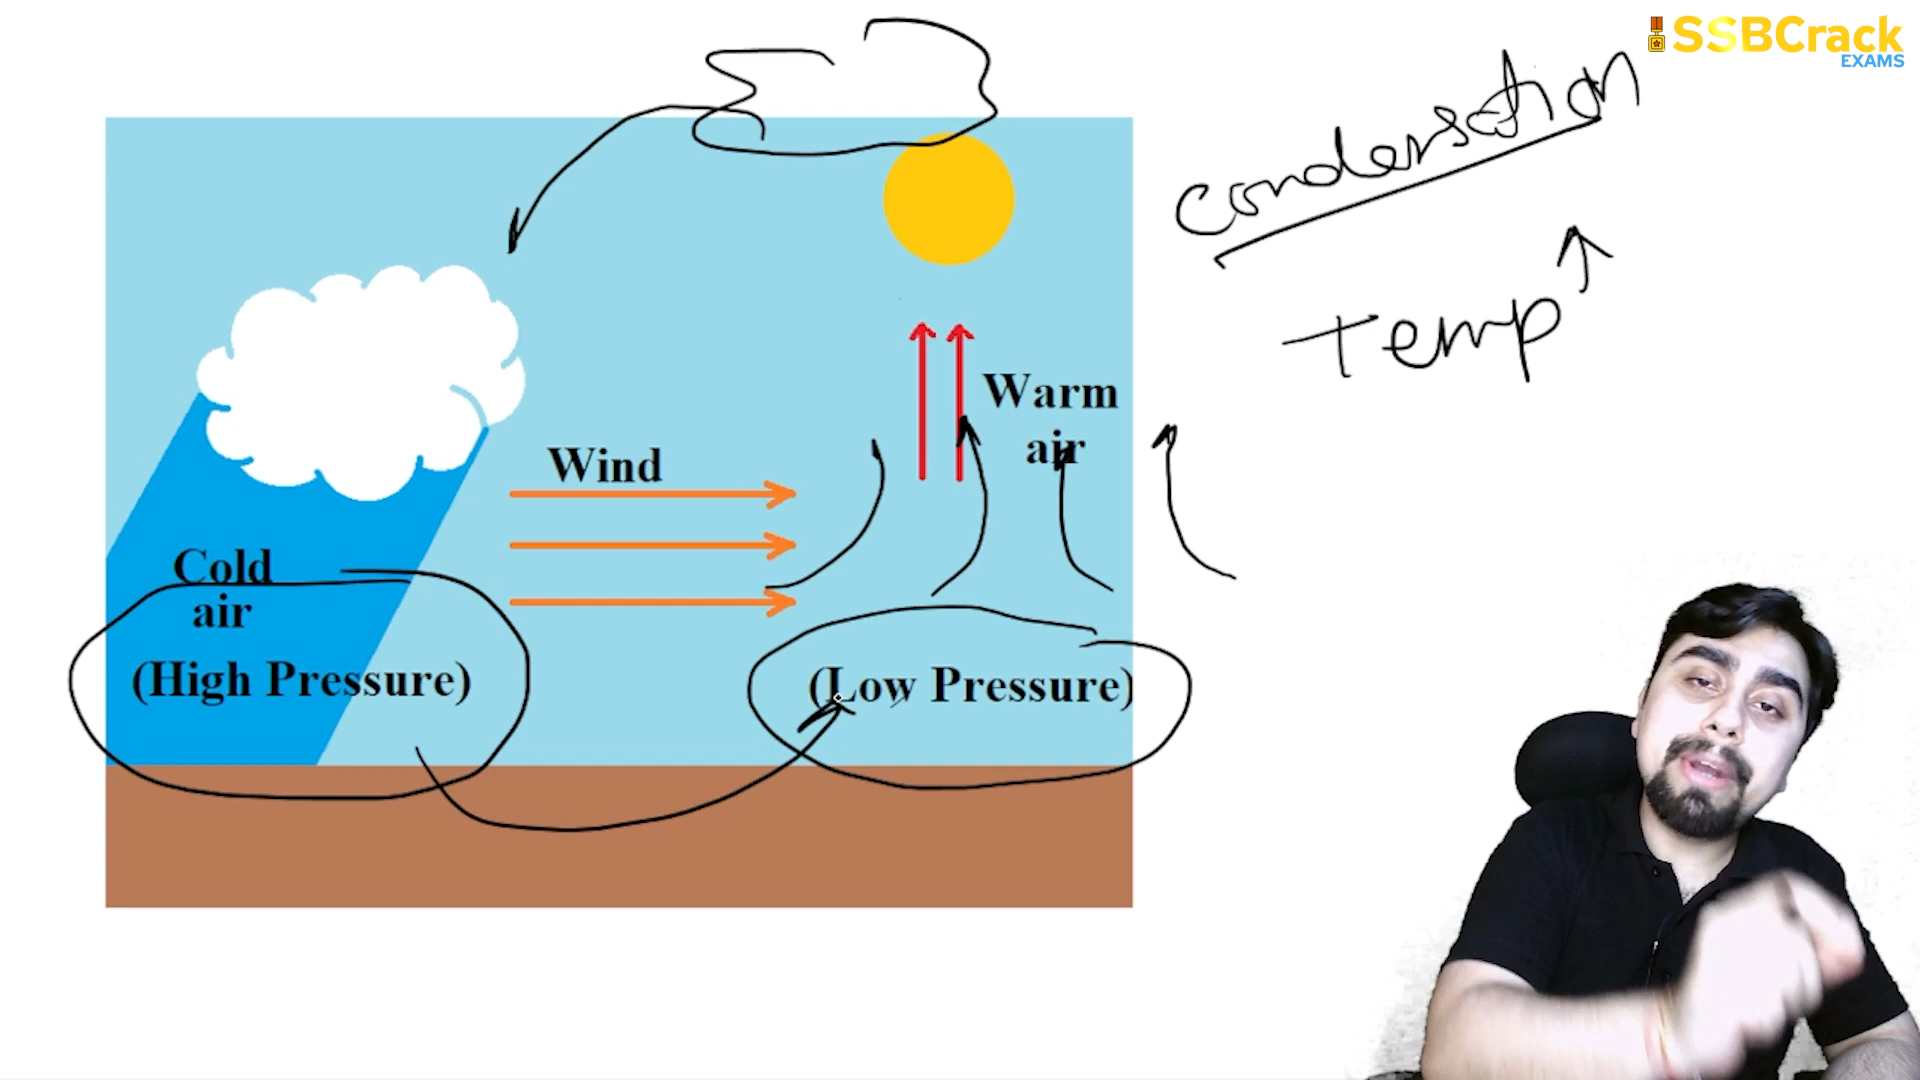 SSBCrack
EXAMS
condensation
Temp ↑
Warm
air
Wind
Cold
air
(High Pressure)
(Low Pressure)